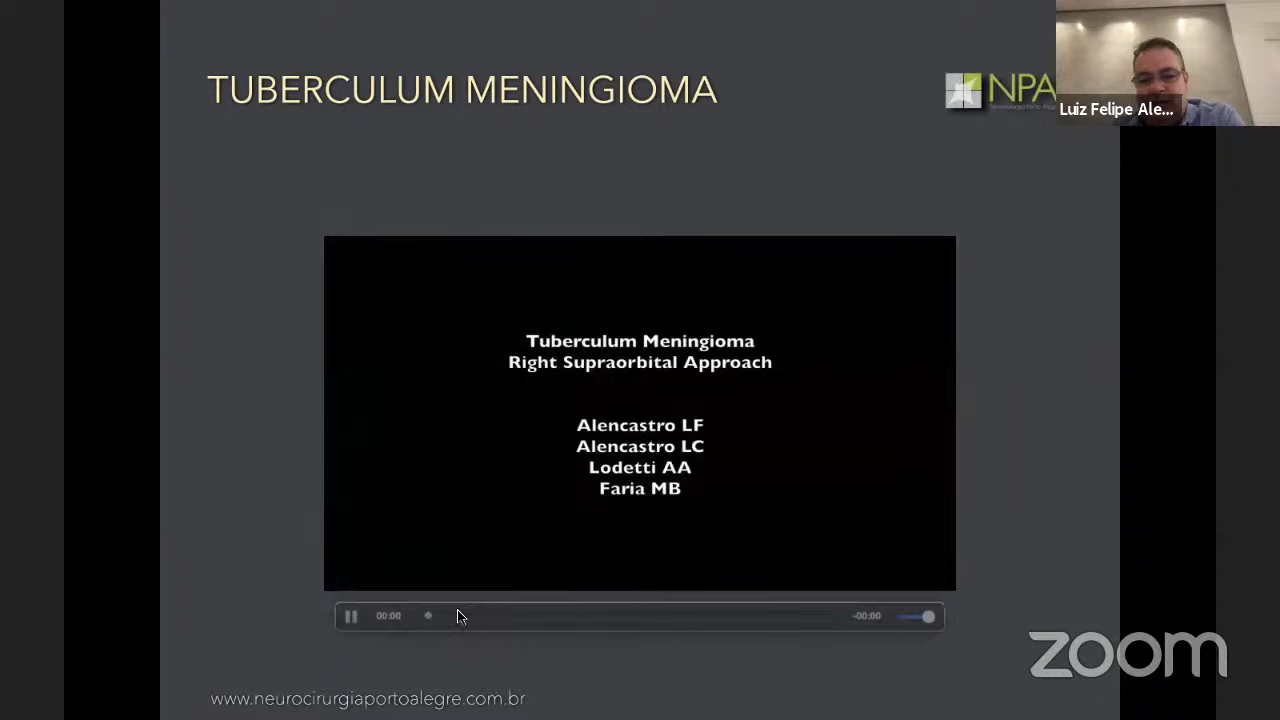 TUBERCULUM MENINGIOMA
NPA
Luiz Felipe Ale...
Tuberculum Meningioma
Right Supraorbital Approach
Alencastro LF
Alencastro LC
Lodetti AA
Faria MB
00:00
-00:00
zoom
www.neurocirurgiaportoalegre.com.br